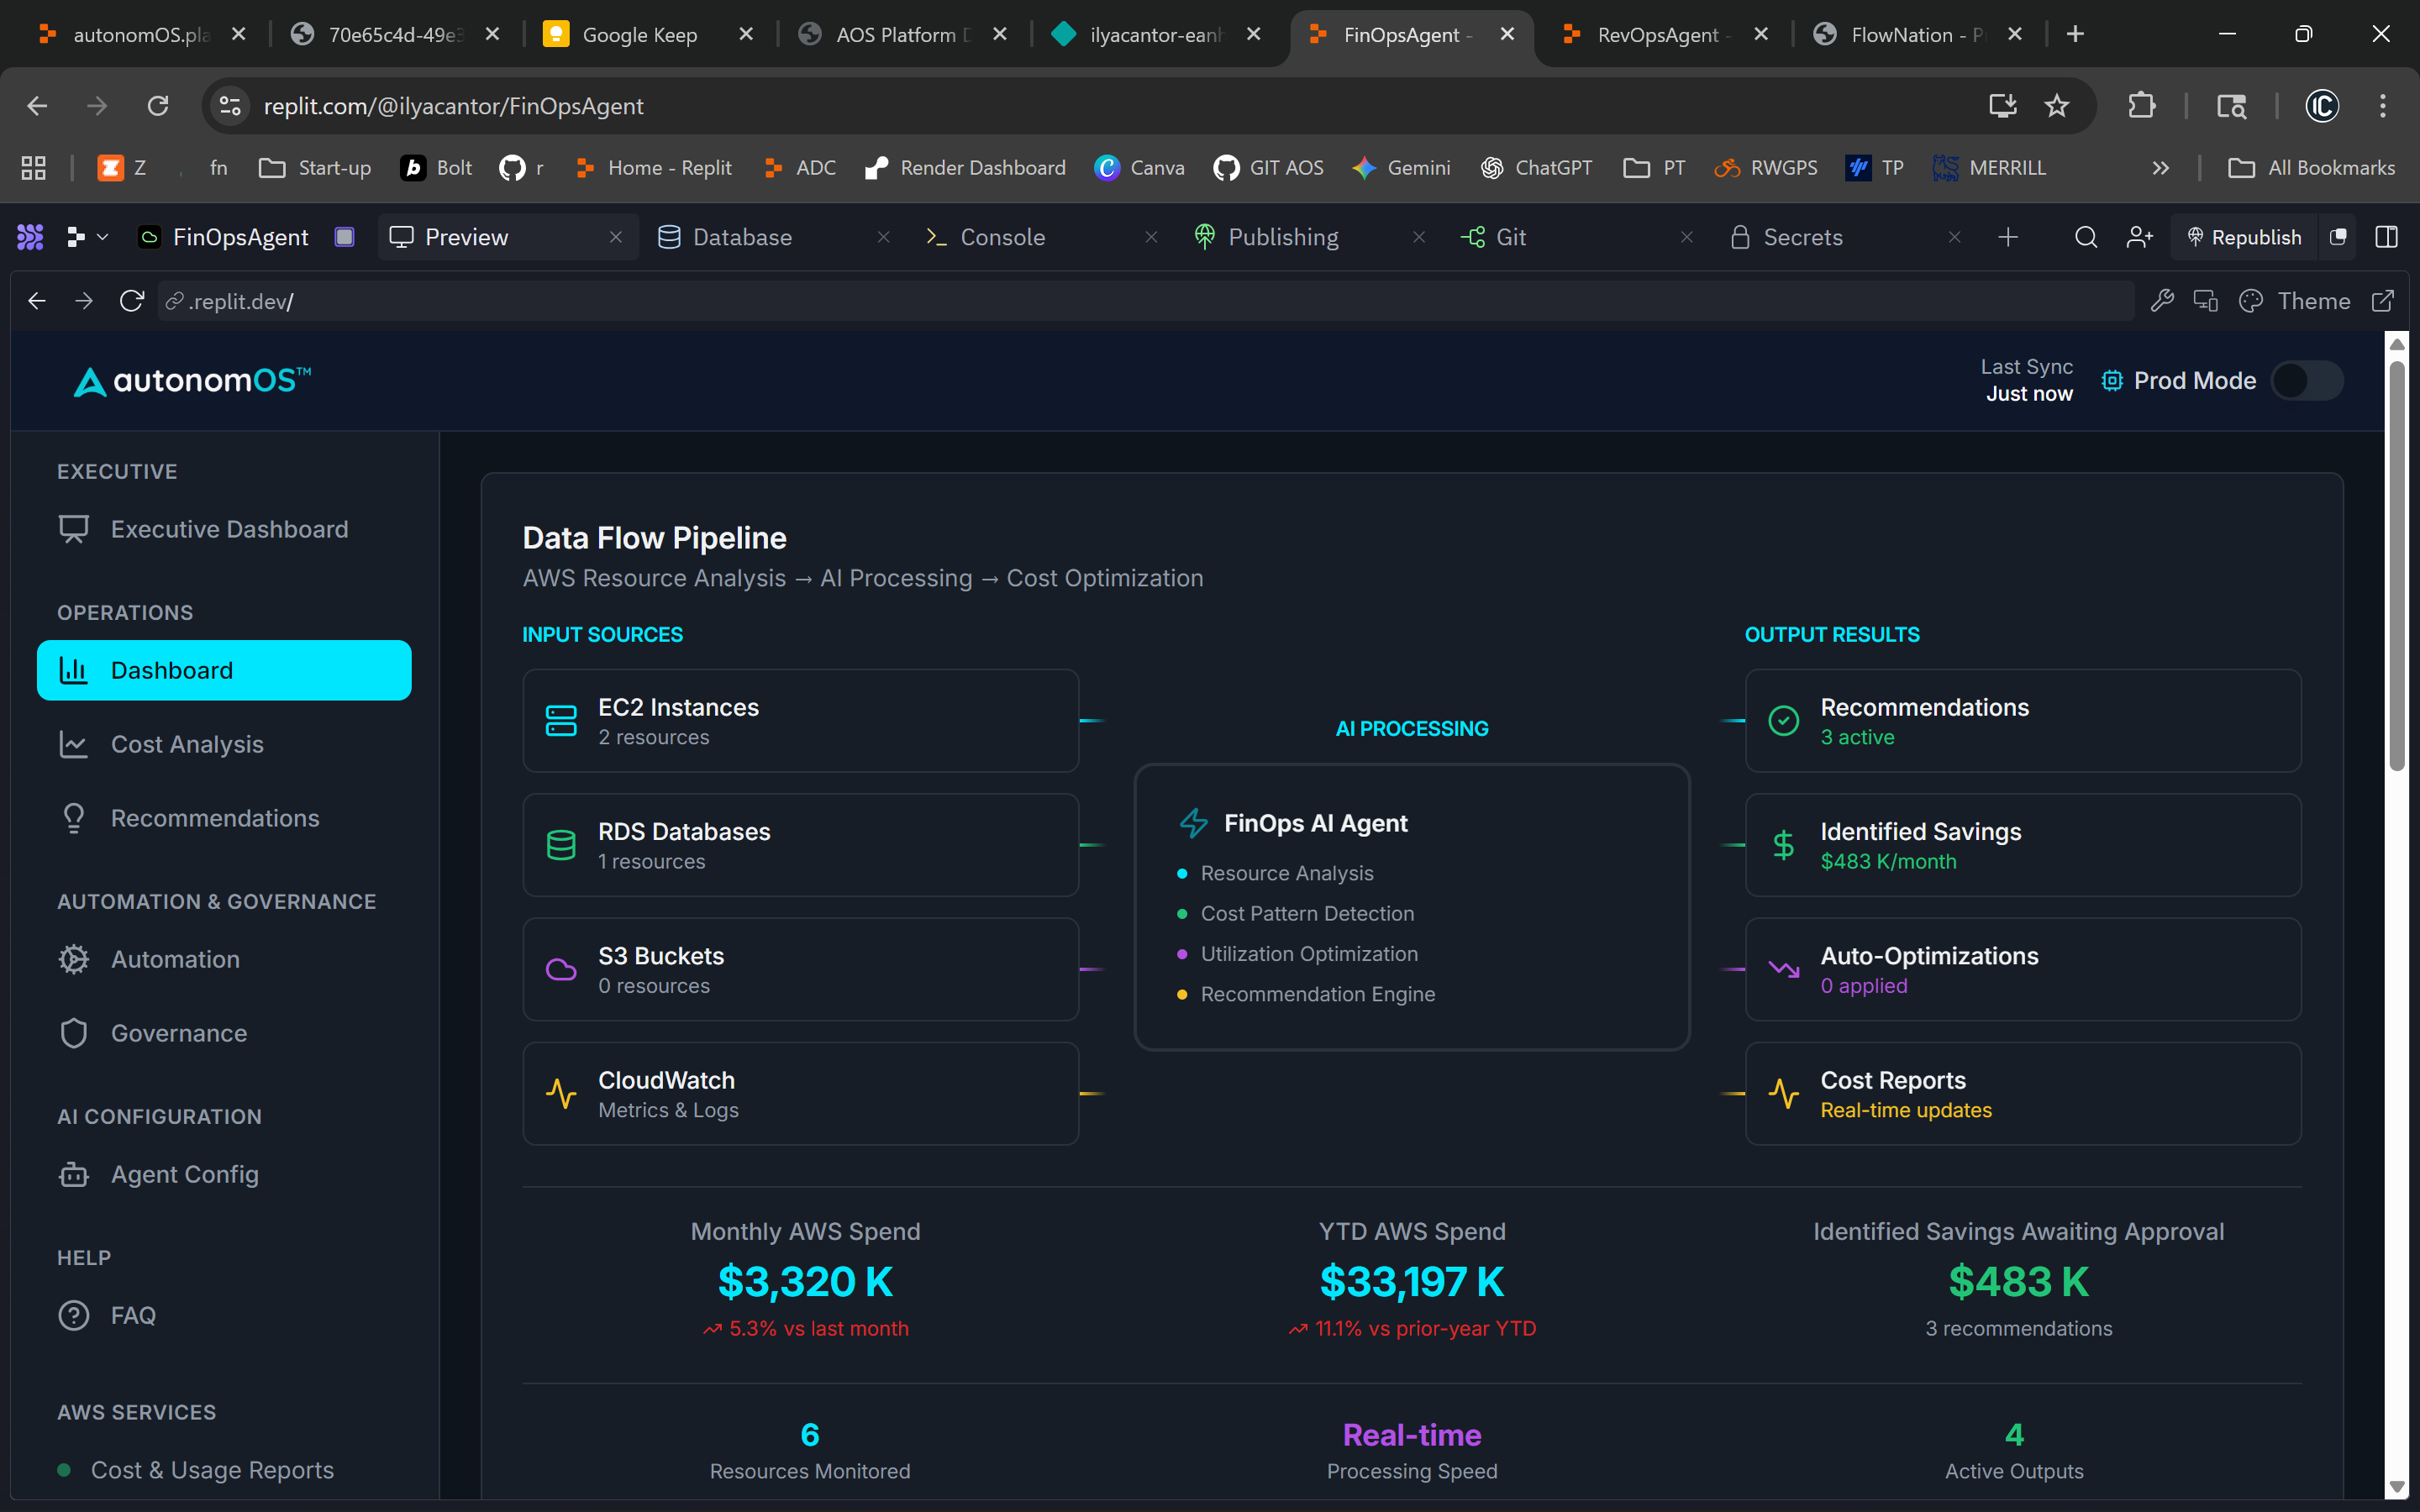 autonomOS.pla
70e65c4d-49e3
Google Keep
AOS Platform D
ilyacantor-eanh
FinOpsAgent -
RevOpsAgent -
FlowNation - P
replit.com/@ilyacantor/FinOpsAgent
IC
Z
fn
Start-up
Bolt
r
Home - Replit
ADC
Render Dashboard
Canva
GIT AOS
Gemini
ChatGPT
PT
RWGPS
TP
MERRILL
All Bookmarks
FinOpsAgent
Preview
Database
Console
Publishing
Git
Secrets
Republish
.replit.dev/
Theme
autonomOS™
Last Sync
Just now
Prod Mode
EXECUTIVE
Executive Dashboard
OPERATIONS
Dashboard
Cost Analysis
Recommendations
AUTOMATION & GOVERNANCE
Automation
Governance
AI CONFIGURATION
Agent Config
HELP
FAQ
AWS SERVICES
Cost & Usage Reports
Data Flow Pipeline
AWS Resource Analysis → AI Processing → Cost Optimization
INPUT SOURCES
EC2 Instances
2 resources
RDS Databases
1 resources
S3 Buckets
0 resources
CloudWatch
Metrics & Logs
AI PROCESSING
FinOps AI Agent
Resource Analysis
Cost Pattern Detection
Utilization Optimization
Recommendation Engine
OUTPUT RESULTS
Recommendations
3 active
Identified Savings
$483 K/month
Auto-Optimizations
0 applied
Cost Reports
Real-time updates
Monthly AWS Spend
$3,320 K
5.3% vs last month
YTD AWS Spend
$33,197 K
11.1% vs prior-year YTD
Identified Savings Awaiting Approval
$483 K
3 recommendations
6
Resources Monitored
Real-time
Processing Speed
4
Active Outputs